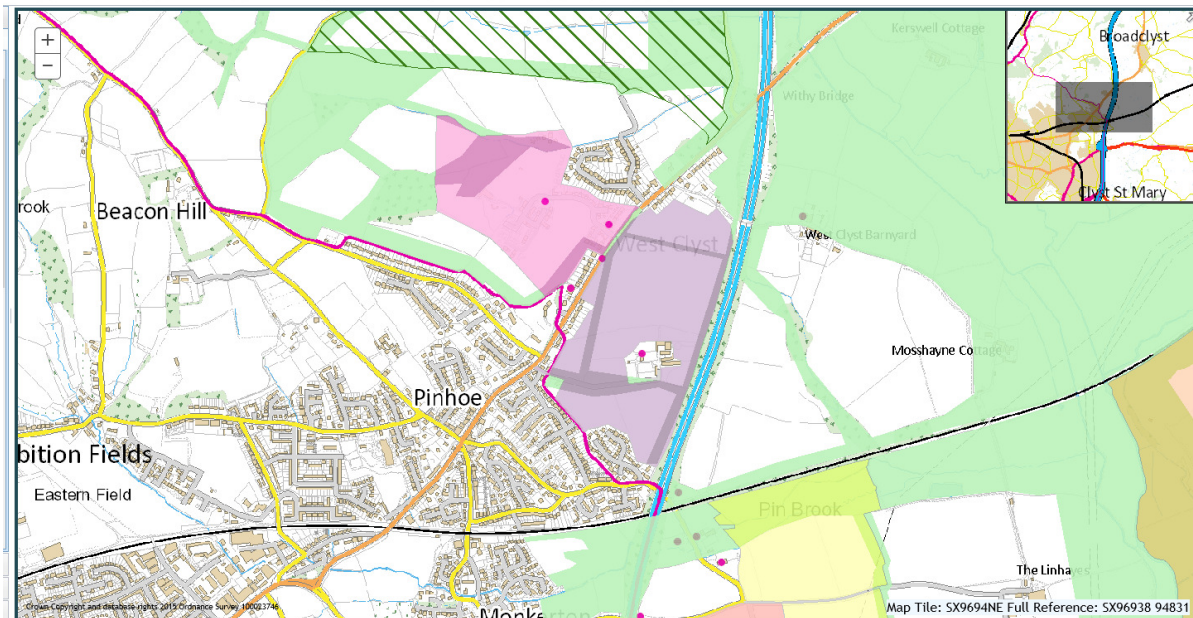 +
−
Kerswell Cottage
Broadclyst
Withy Bridge
Clyst St Mary
rook
Beacon Hill
West Clyst
West Clyst Barnyard
Mosshayne Cottage
Pinhoe
bition Fields
Eastern Field
Pin Brook
The Linhayes
Monkerton
Crown Copyright and database rights 2015 Ordnance Survey 100023746
Map Tile: SX9694NE Full Reference: SX96938 94831